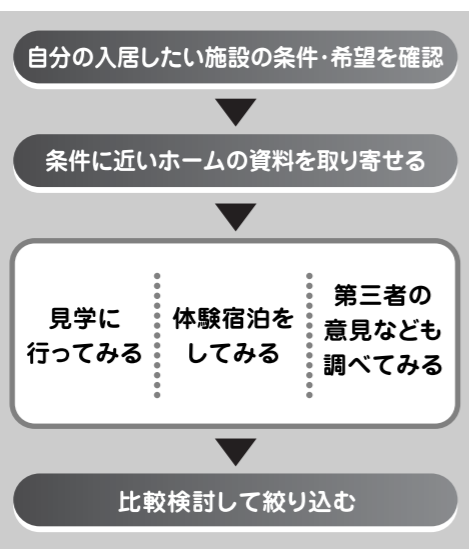 自分の入居したい施設の条件・希望を確認
条件に近いホームの資料を取り寄せる
見学に
行ってみる
体験宿泊を
してみる
第三者の
意見なども
調べてみる
比較検討して絞り込む